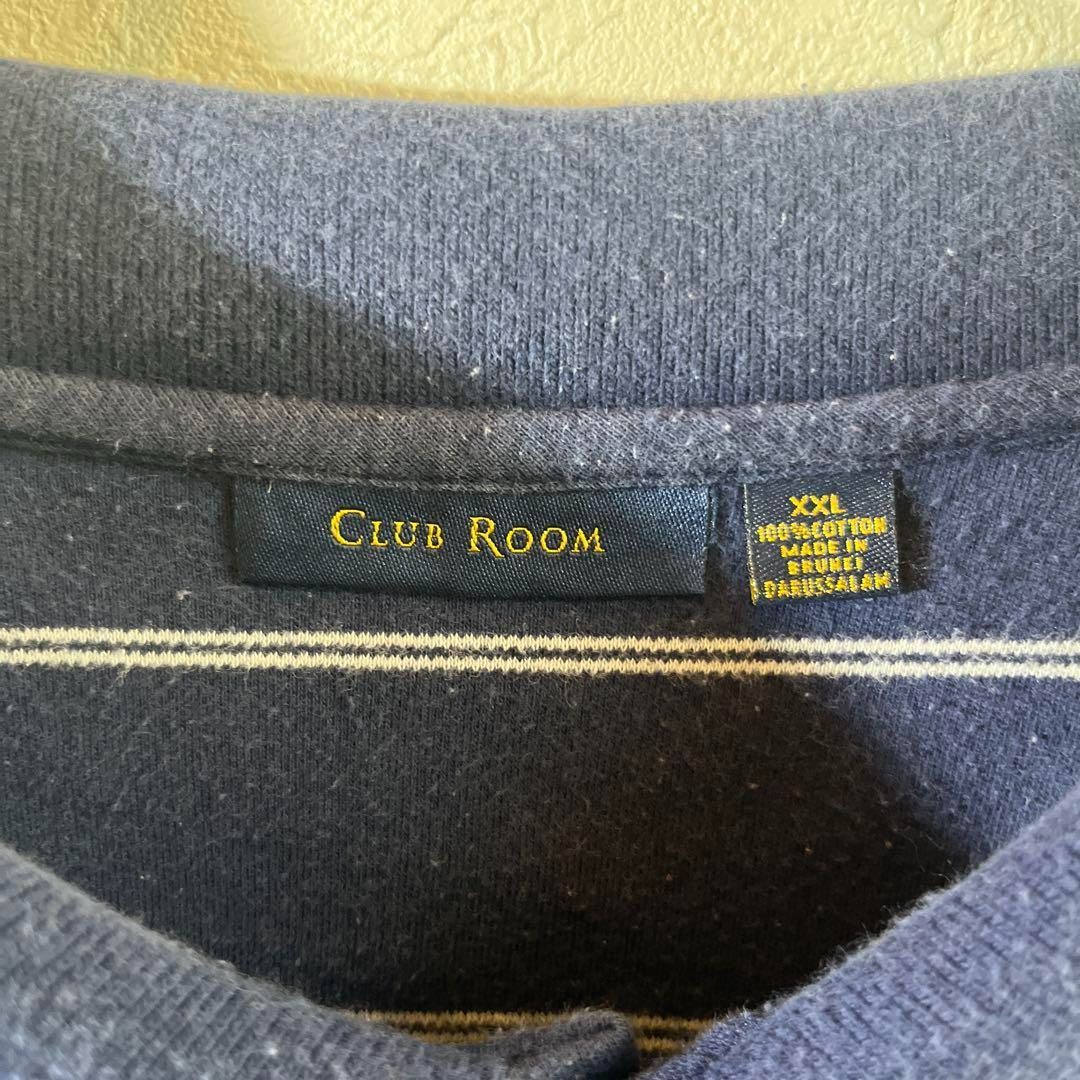 CLUB ROOM
XXL
100% COTTON
MADE IN
BRUNEI
DARUSSALAM